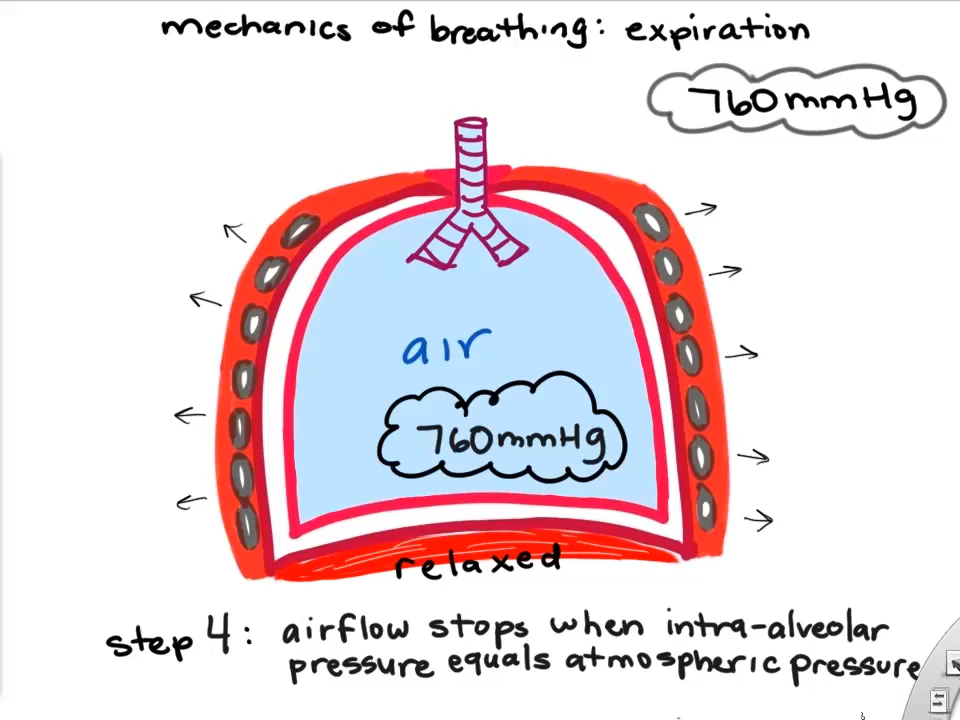 mechanics of breathing: expiration
760mmHg
air
760mmHg
relaxed
step 4: airflow stops when intra-alveolar
pressure equals atmospheric pressure